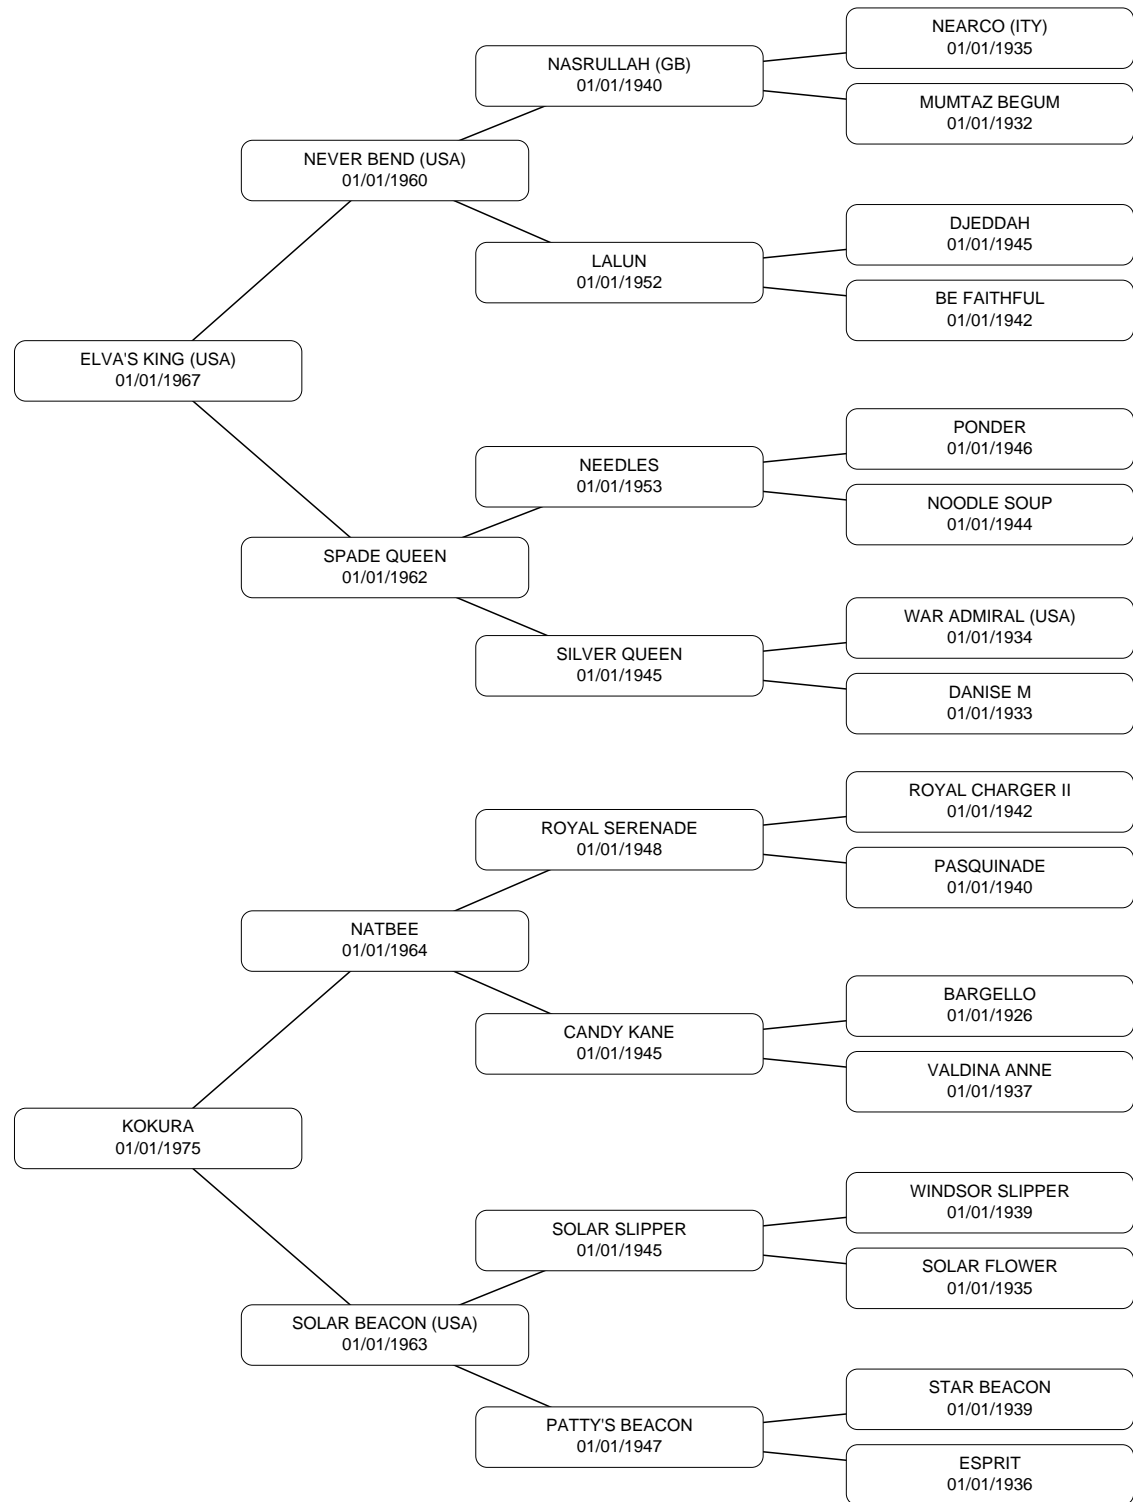 NEARCO (ITY)
01/01/1935
NASRULLAH (GB)
01/01/1940
MUMTAZ BEGUM
01/01/1932
NEVER BEND (USA)
01/01/1960
DJEDDAH
01/01/1945
LALUN
01/01/1952
BE FAITHFUL
01/01/1942
ELVA'S KING (USA)
01/01/1967
PONDER
01/01/1946
NEEDLES
01/01/1953
NOODLE SOUP
01/01/1944
SPADE QUEEN
01/01/1962
WAR ADMIRAL (USA)
01/01/1934
SILVER QUEEN
01/01/1945
DANISE M
01/01/1933
ROYAL CHARGER II
01/01/1942
ROYAL SERENADE
01/01/1948
PASQUINADE
01/01/1940
NATBEE
01/01/1964
BARGELLO
01/01/1926
CANDY KANE
01/01/1945
VALDINA ANNE
01/01/1937
KOKURA
01/01/1975
WINDSOR SLIPPER
01/01/1939
SOLAR SLIPPER
01/01/1945
SOLAR FLOWER
01/01/1935
SOLAR BEACON (USA)
01/01/1963
STAR BEACON
01/01/1939
PATTY'S BEACON
01/01/1947
ESPRIT
01/01/1936